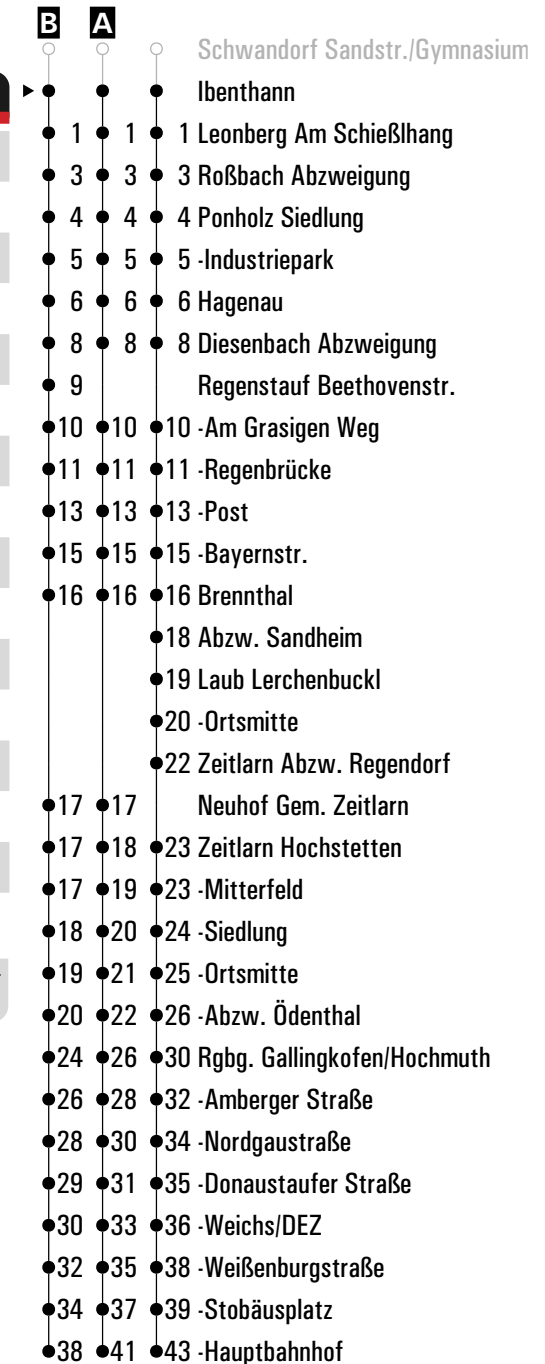 B A
Schwandorf Sandstr./Gymnasium
Ibenthann
1 1 1 Leonberg Am Schießlhang
3 3 3 Roßbach Abzweigung
4 4 4 Ponholz Siedlung
5 5 5 -Industriepark
6 6 6 Hagenau
8 8 8 Diesenbach Abzweigung
9 Regenstauf Beethovenstr.
10 10 10 -Am Grasigen Weg
11 11 11 -Regenbrücke
13 13 13 -Post
15 15 15 -Bayernstr.
16 16 16 Brennthal
18 Abzw. Sandheim
19 Laub Lerchenbuckl
20 -Ortsmitte
22 Zeitlarn Abzw. Regendorf
17 17 Neuhof Gem. Zeitlarn
17 18 23 Zeitlarn Hochstetten
17 19 23 -Mitterfeld
18 20 24 -Siedlung
19 21 25 -Ortsmitte
20 22 26 -Abzw. Ödenthal
24 26 30 Rgbg. Gallingkofen/Hochmuth
26 28 32 -Amberger Straße
28 30 34 -Nordgaustraße
29 31 35 -Donaustaufer Straße
30 33 36 -Weichs/DEZ
32 35 38 -Weißenburgstraße
34 37 39 -Stobäusplatz
38 41 43 -Hauptbahnhof